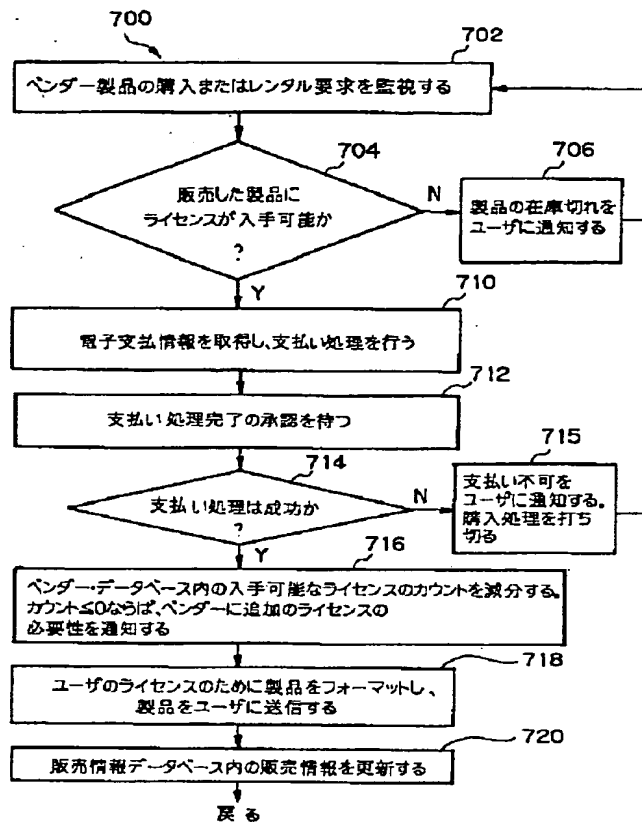 700
702
ベンダー製品の購入またはレンタル要求を監視する
704
販売した製品に
ライセンスが入手可能か
?
N
706
製品の在庫切れを
ユーザに通知する
Y
710
電子支払情報を取得し、支払い処理を行う
712
支払い処理完了の承認を待つ
714
支払い処理は成功か
?
N
715
支払い不可を
ユーザに通知する。
購入処理を打ち
切る
Y
716
ベンダー・データベース内の入手可能なライセンスのカウントを減分する。
カウント≦0ならば、ベンダーに追加のライセンスの
必要性を通知する
718
ユーザのライセンスのために製品をフォーマットし、
製品をユーザに送信する
720
販売情報データベース内の販売情報を更新する
戻る